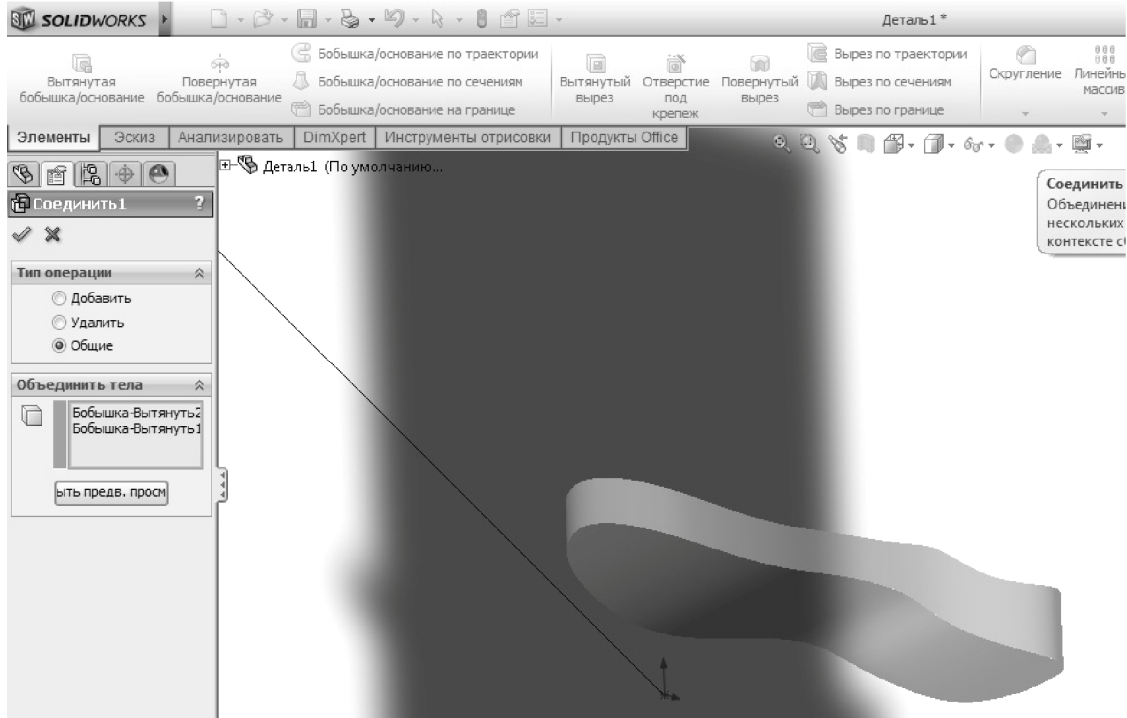 SOLIDWORKS
Деталь1 *
Вытянутая бобышка/основание
Повернутая бобышка/основание
Бобышка/основание по траектории
Бобышка/основание по сечениям
Бобышка/основание на границе
Вытянутый вырез
Отверстие под крепеж
Повернутый вырез
Вырез по траектории
Вырез по сечениям
Вырез по границе
Скругление
Линейны
массив
Элементы
Эскиз
Анализировать
DimXpert
Инструменты отрисовки
Продукты Office
Деталь1 (По умолчанию...
Соединить1
?
Тип операции
Добавить
Удалить
Общие
Объединить тела
Бобышка-Вытянуть2
Бобышка-Вытянуть1
ыть предв. просм
Соединить
Объединени
нескольких
контексте сб